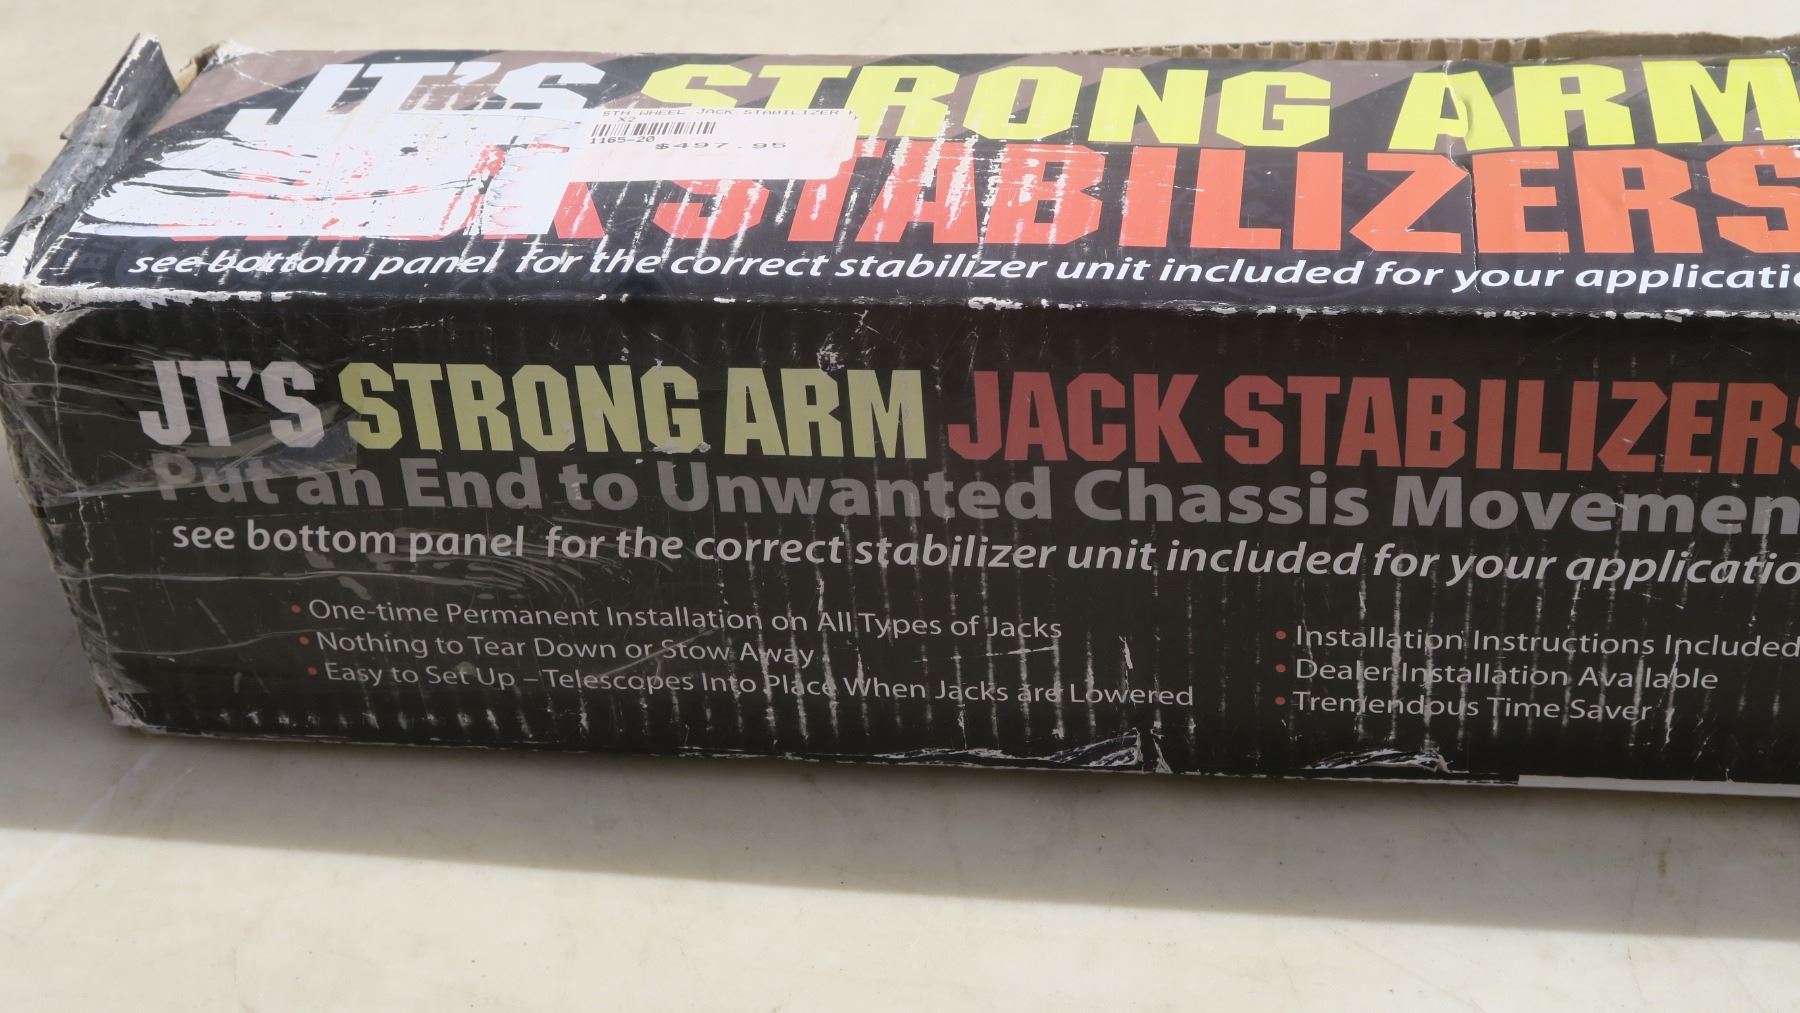 JT'S STRONG ARM
5TH WHEEL JACK STABILIZER
X2
1165-20
$497.95
STABILIZERS
see bottom panel for the correct stabilizer unit included for your applicati
JT'S STRONG ARM JACK STABILIZERS
Put an End to Unwanted Chassis Movemen
see bottom panel for the correct stabilizer unit included for your applicatio
• One-time Permanent Installation on All Types of Jacks
• Nothing to Tear Down or Stow Away
• Easy to Set Up – Telescopes Into Place When Jacks are Lowered
• Installation Instructions Included
• Dealer Installation Available
• Tremendous Time Saver